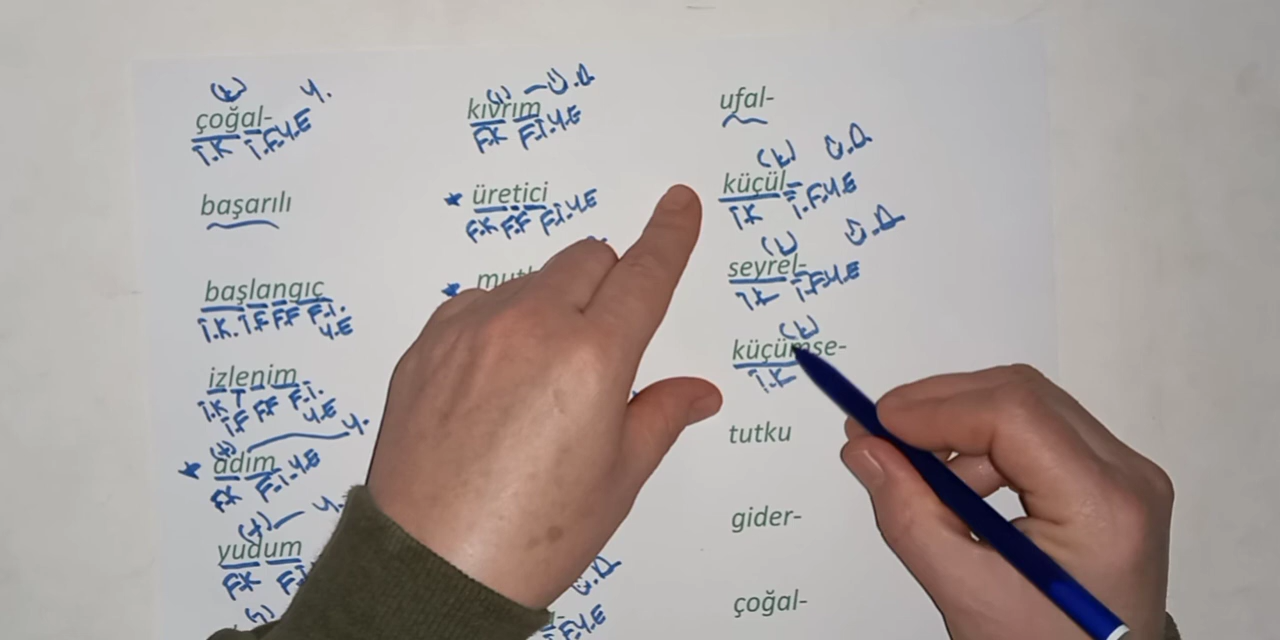 (k) y.
çoğal-
İ.K İ.F.Y.E
başarılı
başlangıç
İ.K. İ.F F.F F.İ.
Y.E
izlenim
İ.K İ.F F.F F.İ.
Y.E
(t) y.
adım
F.K F.İ.Y.E
(t) y.
yudum
F.K F.İ
(ı) Ü.D
kıvrım
F.K F.İ.Y.E
üretici
F.K F.F F.İ.Y.E
Ü.D
F.Y.E
ufal-
(k) Ü.D
küçül-
İ.K İ.F.Y.E
(k) Ü.D
seyrel-
İ.K İ.F.Y.E
(k)
küçümse-
İ.K
tutku
gider-
çoğal-